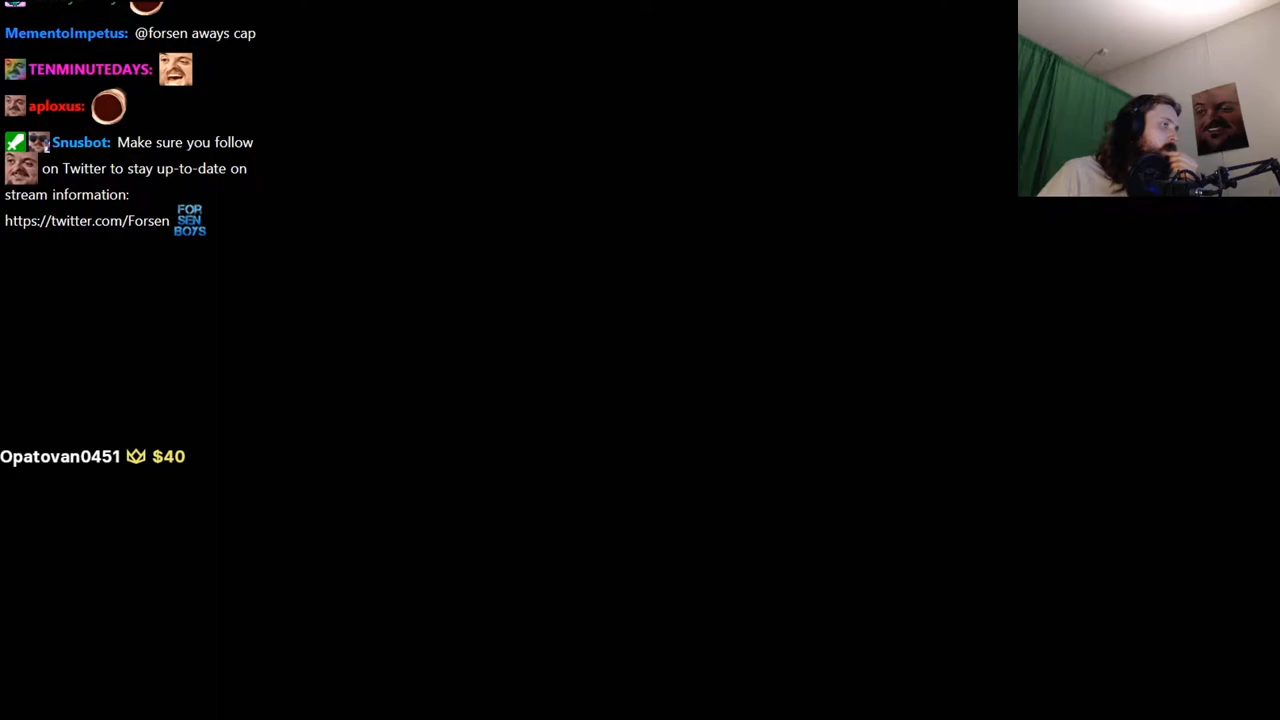 MementoImpetus: @forsen aways cap
TENMINUTEDAYS:
aploxus:
Snusbot: Make sure you follow
on Twitter to stay up-to-date on
stream information:
https://twitter.com/Forsen FOR
SEN
BOYS
Opatovan0451 $40